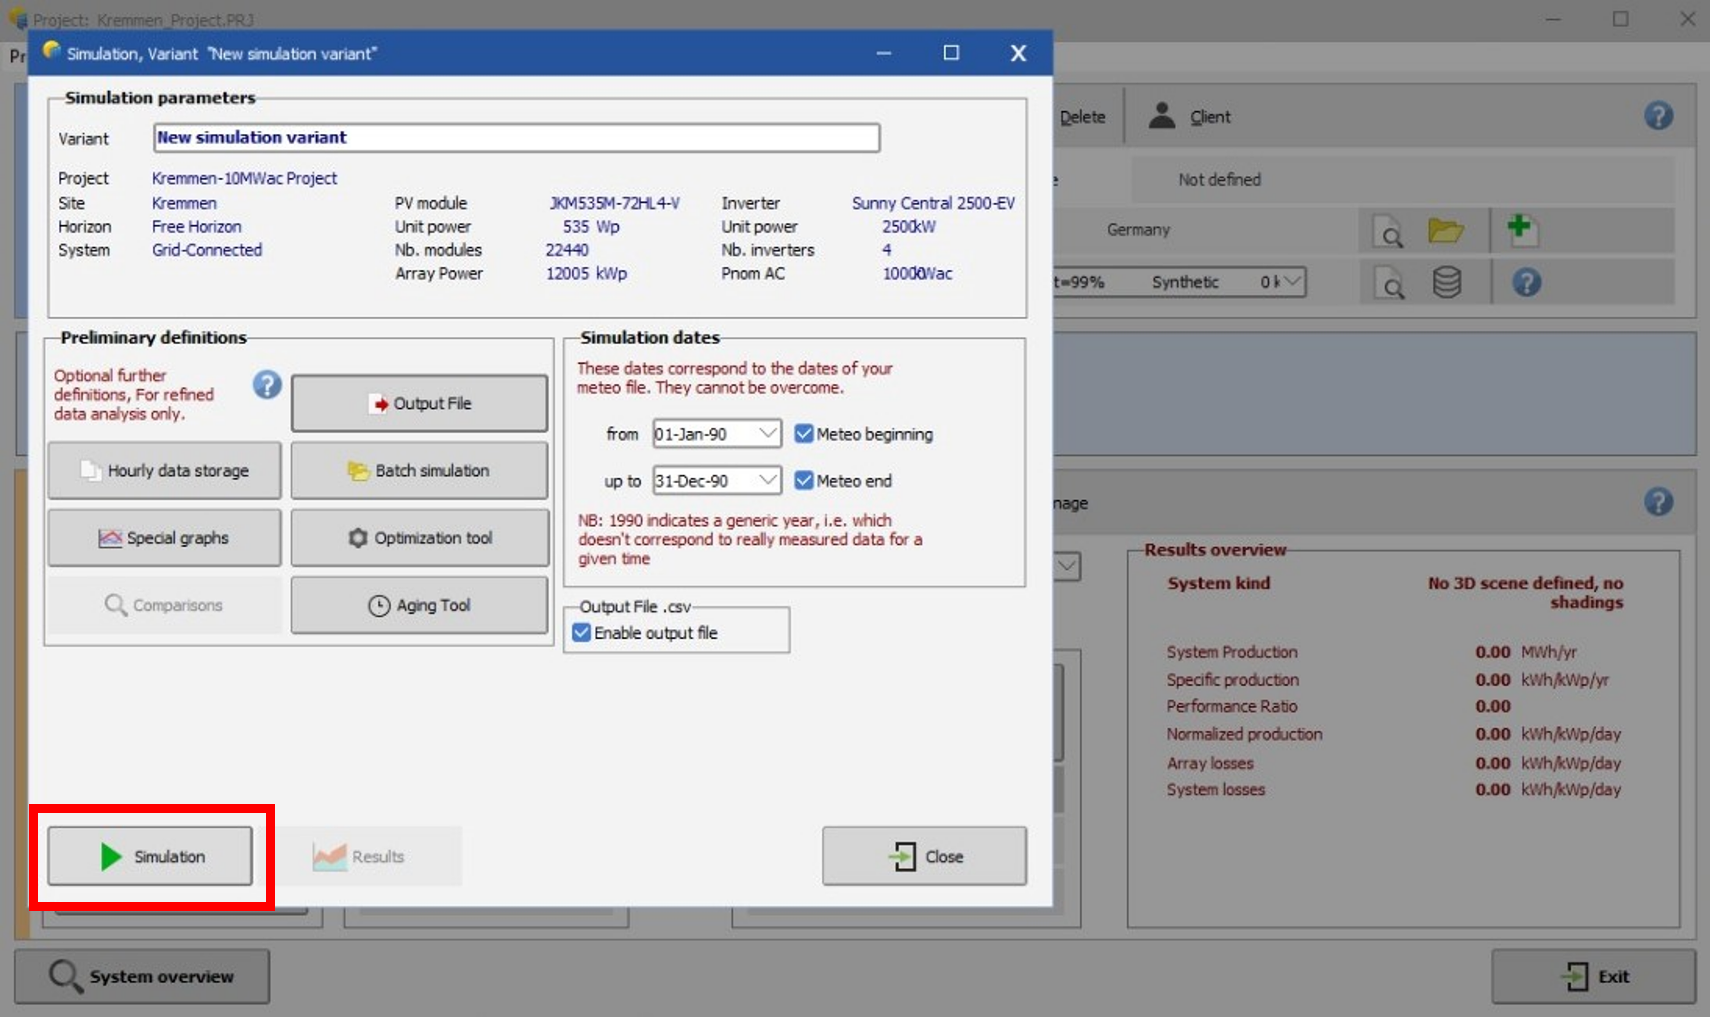 Project: Kremmen_Project.PRJ
Pr
Simulation, Variant "New simulation variant"
X
Simulation parameters
Variant New simulation variant
Project Kremmen-10MWac Project
Site Kremmen PV module JKM535M-72HL4-V Inverter Sunny Central 2500-EV
Horizon Free Horizon Unit power 535 Wp Unit power 2500kW
System Grid-Connected Nb. modules 22440 Nb. inverters 4
Array Power 12005 kWp Pnom AC
Preliminary definitions
Optional further
definitions, For refined
data analysis only.
Output File
Hourly data storage
Batch simulation
Special graphs
Optimization tool
Comparisons
Aging Tool
Simulation dates
These dates correspond to the dates of your
meteo file. They cannot be overcome.
from 01-Jan-90 Meteo beginning
up to 31-Dec-90 Meteo end
NB: 1990 indicates a generic year, i.e. which
doesn't correspond to really measured data for a
given time
Output File .csv
Enable output file
Simulation
Results
Close
Delete
Client
?
e Not defined
Germany
t=99% Synthetic 0 k
?
nage
?
Results overview
System kind No 3D scene defined, no
shadings
System Production 0.00 MWh/yr
Specific production 0.00 kWh/kWp/yr
Performance Ratio 0.00
Normalized production 0.00 kWh/kWp/day
Array losses 0.00 kWh/kWp/day
System losses 0.00 kWh/kWp/day
System overview
Exit